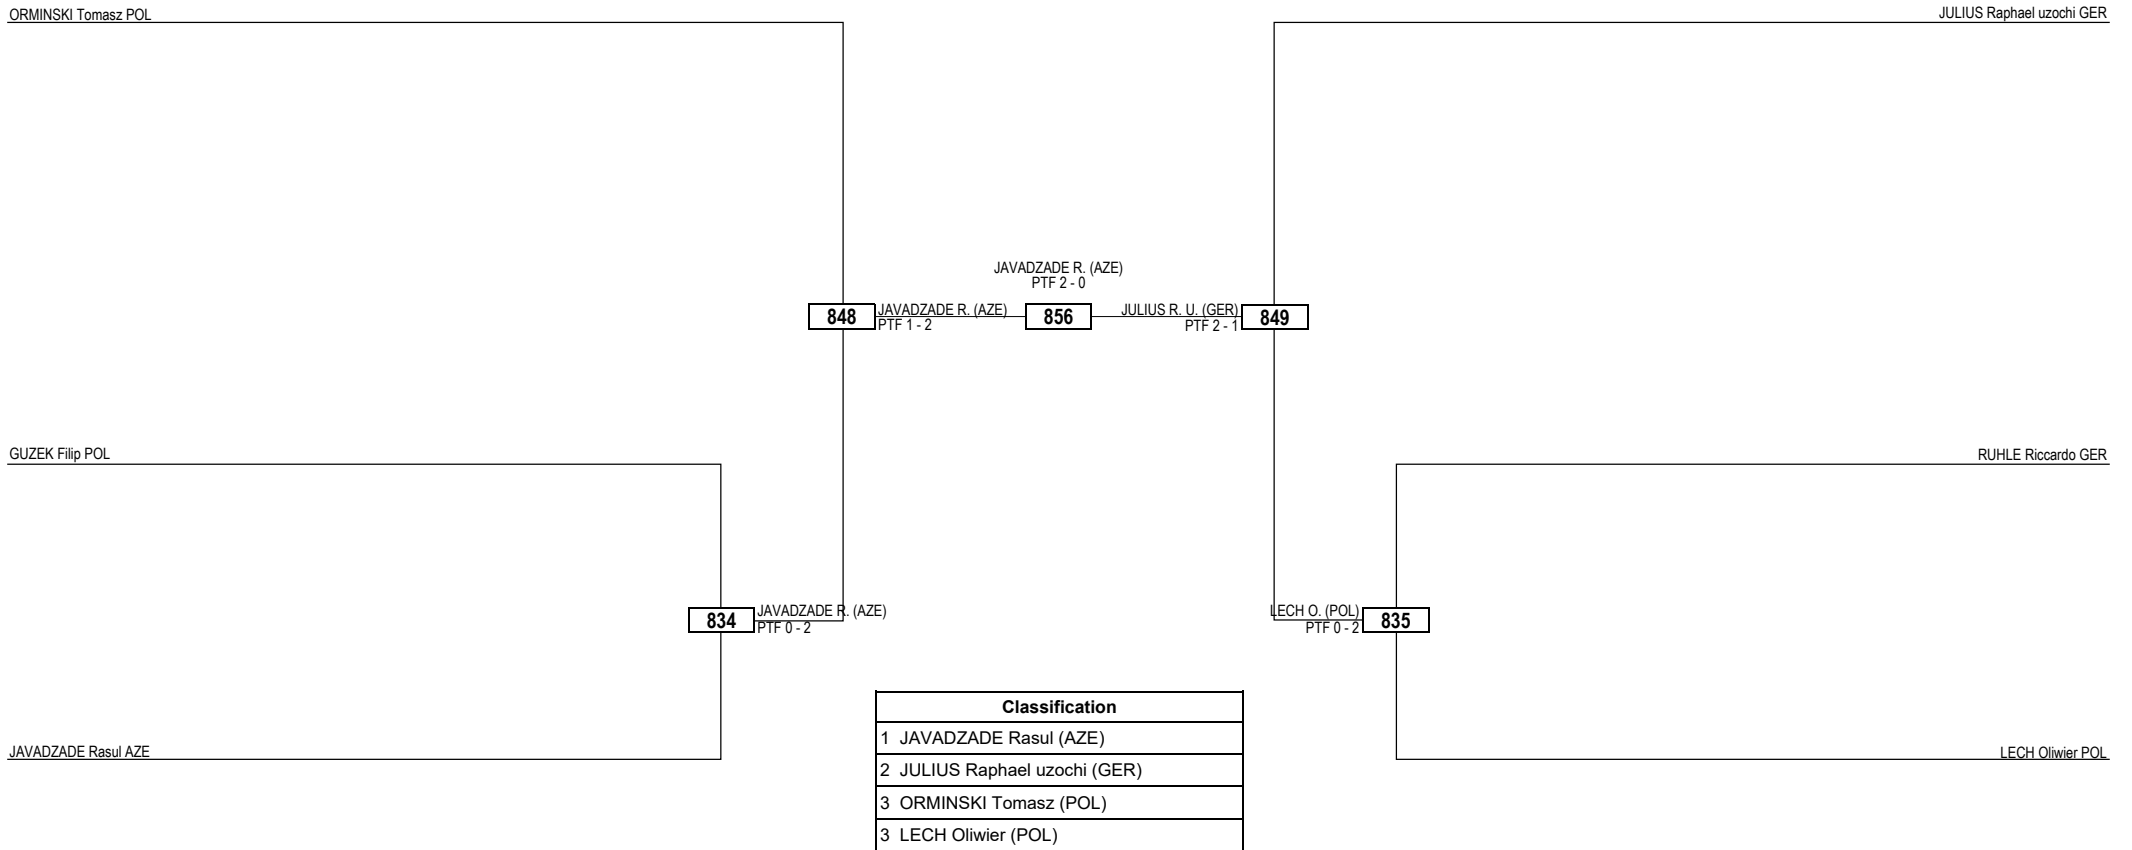 ORMINSKI Tomasz POL
JULIUS Raphael uzochi GER
JAVADZADE R. (AZE)
PTF 2 - 0
848
JAVADZADE R. (AZE)
PTF 1 - 2
856
JULIUS R. U. (GER)
PTF 2 - 1
849
GUZEK Filip POL
RUHLE Riccardo GER
834
JAVADZADE R. (AZE)
PTF 0 - 2
LECH O. (POL)
PTF 0 - 2
835
JAVADZADE Rasul AZE
LECH Oliwier POL
Classification
1 JAVADZADE Rasul (AZE)
2 JULIUS Raphael uzochi (GER)
3 ORMINSKI Tomasz (POL)
3 LECH Oliwier (POL)